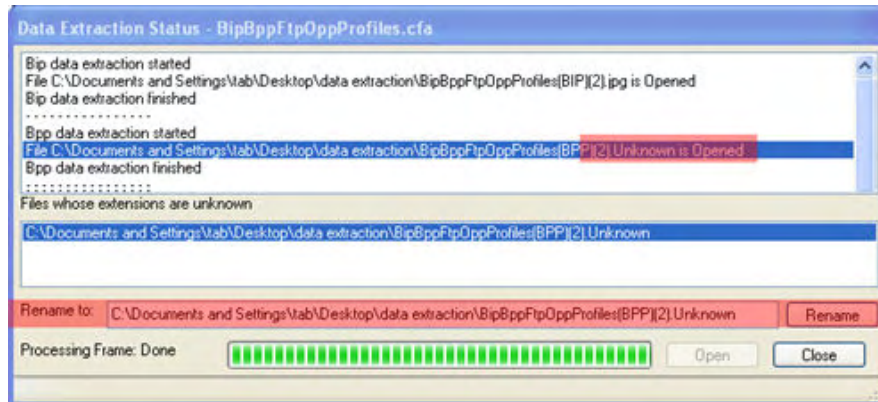 Data Extraction Status - BipBppFtpOppProfiles.cfa
Bip data extraction started
File C:\Documents and Settings\tab\Desktop\data extraction\BipBppFtpOppProfiles(BIP)(2).jpg is Opened
Bip data extraction finished
- - - - - - - - - - - - - - - -
Bpp data extraction started
File C:\Documents and Settings\tab\Desktop\data extraction\BipBppFtpOppProfiles(BPP)(2).Unknown is Opened
Bpp data extraction finished
: : : : : : : : : : : : : : : :
Files whose extensions are unknown
C:\Documents and Settings\tab\Desktop\data extraction\BipBppFtpOppProfiles(BPP)(2).Unknown
Rename to: C:\Documents and Settings\tab\Desktop\data extraction\BipBppFtpOppProfiles(BPP)(2).Unknown Rename
Processing Frame: Done Open Close